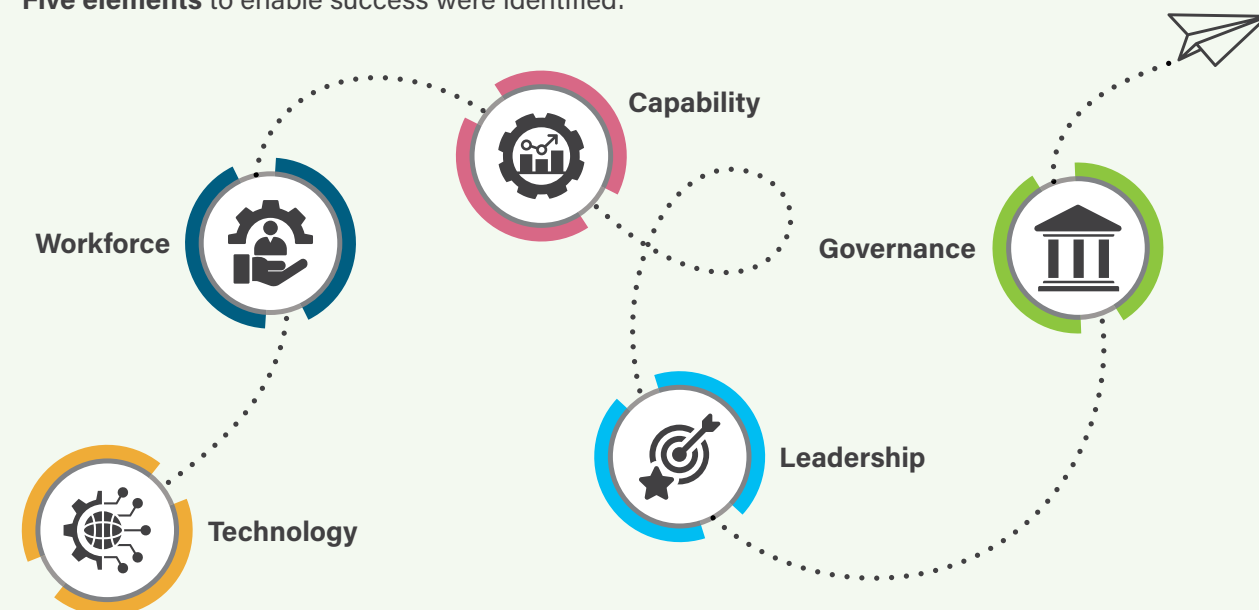 Five elements to enable success were identified:
Capability
Workforce
Governance
Leadership
Technology